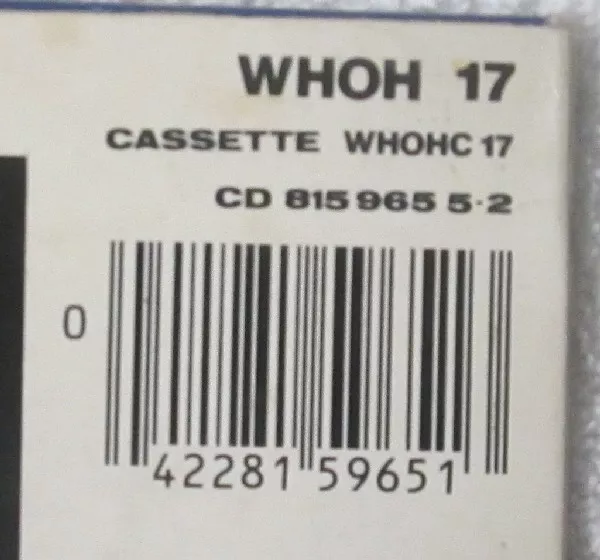 WHOH 17
CASSETTE WHOHC 17
CD 815 965 5·2
0
42281 59651